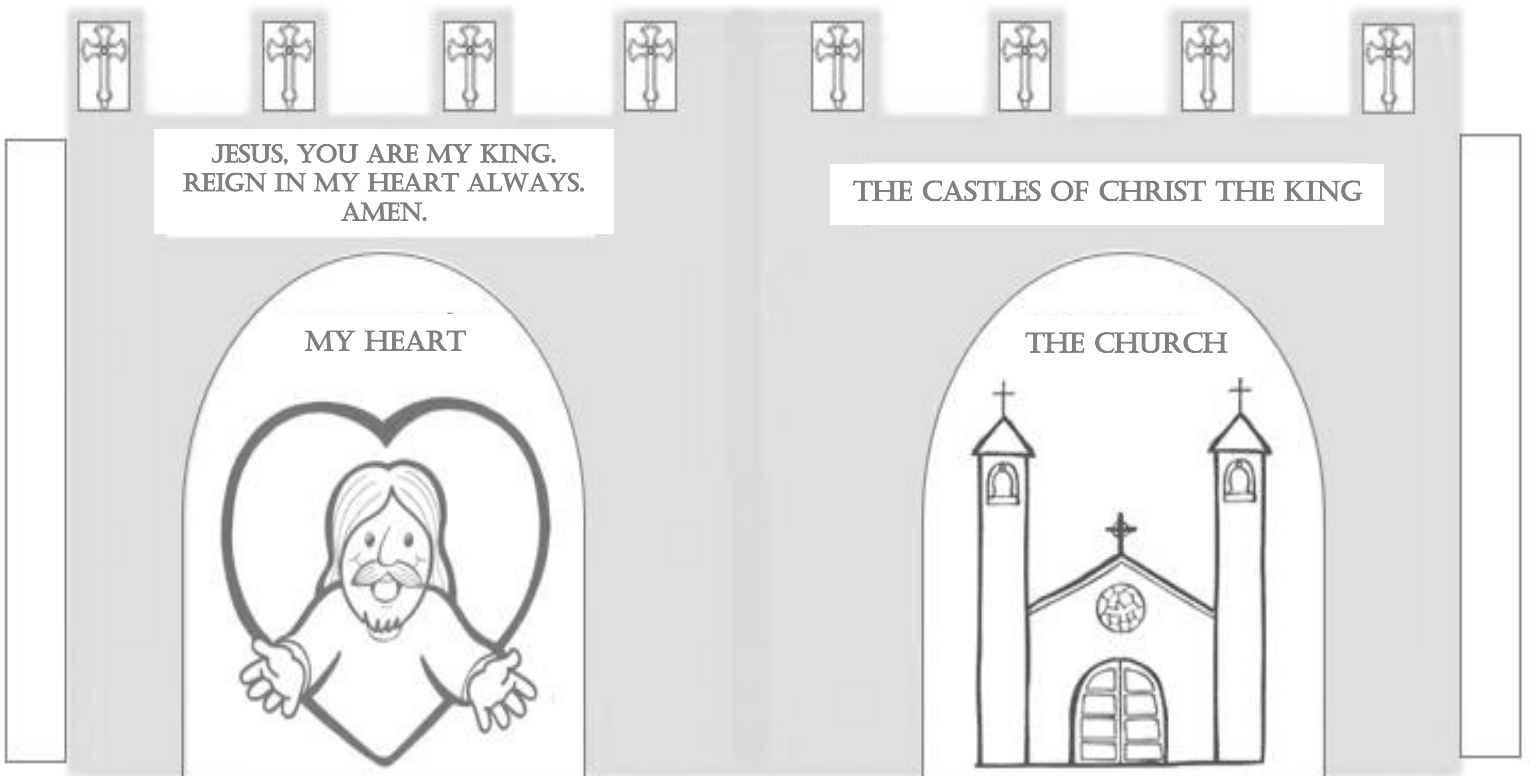 JESUS, YOU ARE MY KING.
REIGN IN MY HEART ALWAYS.
AMEN.
MY HEART
THE CASTLES OF CHRIST THE KING
THE CHURCH